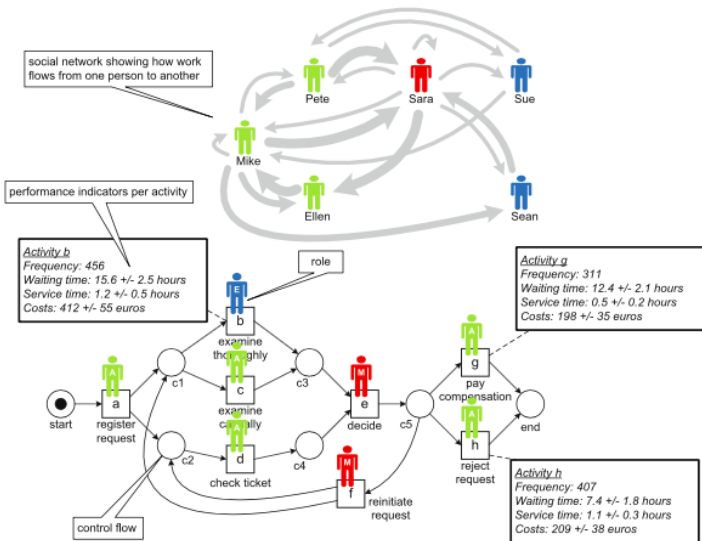 social network showing how work
flows from one person to another
Pete
Sara
Sue
Mike
Ellen
Sean
performance indicators per activity
role
Activity b
Frequency: 456
Waiting time: 15.6 +/- 2.5 hours
Service time: 1.2 +/- 0.5 hours
Costs: 412 +/- 55 euros
Activity g
Frequency: 311
Waiting time: 12.4 +/- 2.1 hours
Service time: 0.5 +/- 0.2 hours
Costs: 198 +/- 35 euros
E
b
examine
thoroughly
A
a
register
request
start
c1
A
c
examine
casually
c3
M
e
decide
c5
A
g
pay
compensation
end
c2
A
d
check ticket
c4
M
f
reinitiate
request
A
h
reject
request
control flow
Activity h
Frequency: 407
Waiting time: 7.4 +/- 1.8 hours
Service time: 1.1 +/- 0.3 hours
Costs: 209 +/- 38 euros